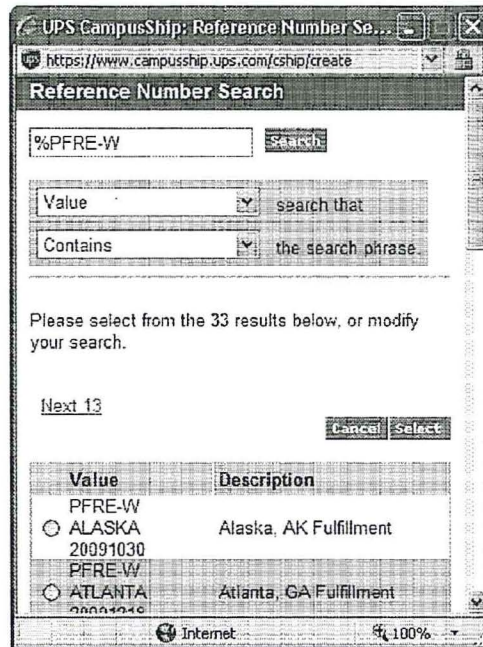 UPS CampusShip: Reference Number Se...
https://www.campusship.ups.com/cship/create
Reference Number Search
%PFRE-W Search
Value search that
Contains the search phrase.
Please select from the 33 results below, or modify
your search.
Next 13
Cancel Select
Value Description
PFRE-W
ALASKA Alaska, AK Fulfillment
20091030
PFRE-W
ATLANTA Atlanta, GA Fulfillment
Internet 100%